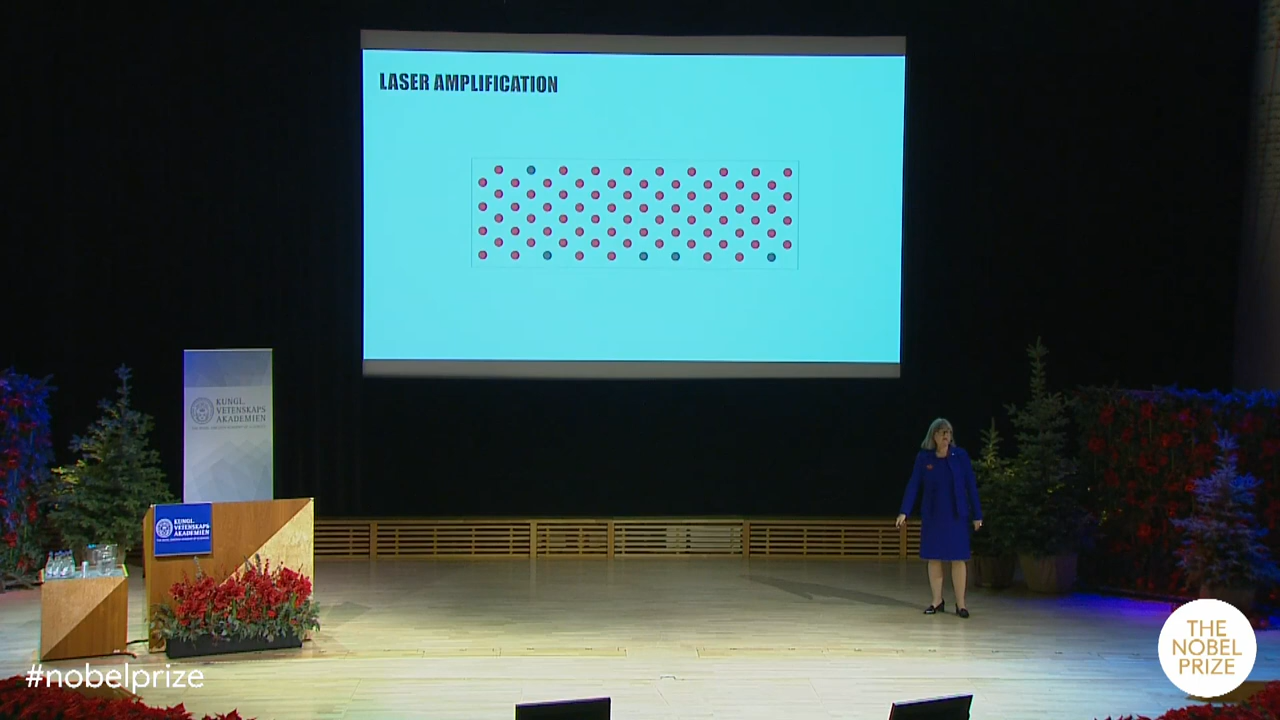 LASER AMPLIFICATION
KUNGL.
VETENSKAPS
AKADEMIEN
KUNGL.
VETENSKAPS
AKADEMIEN
#nobelprize
THE
NOBEL
PRIZE